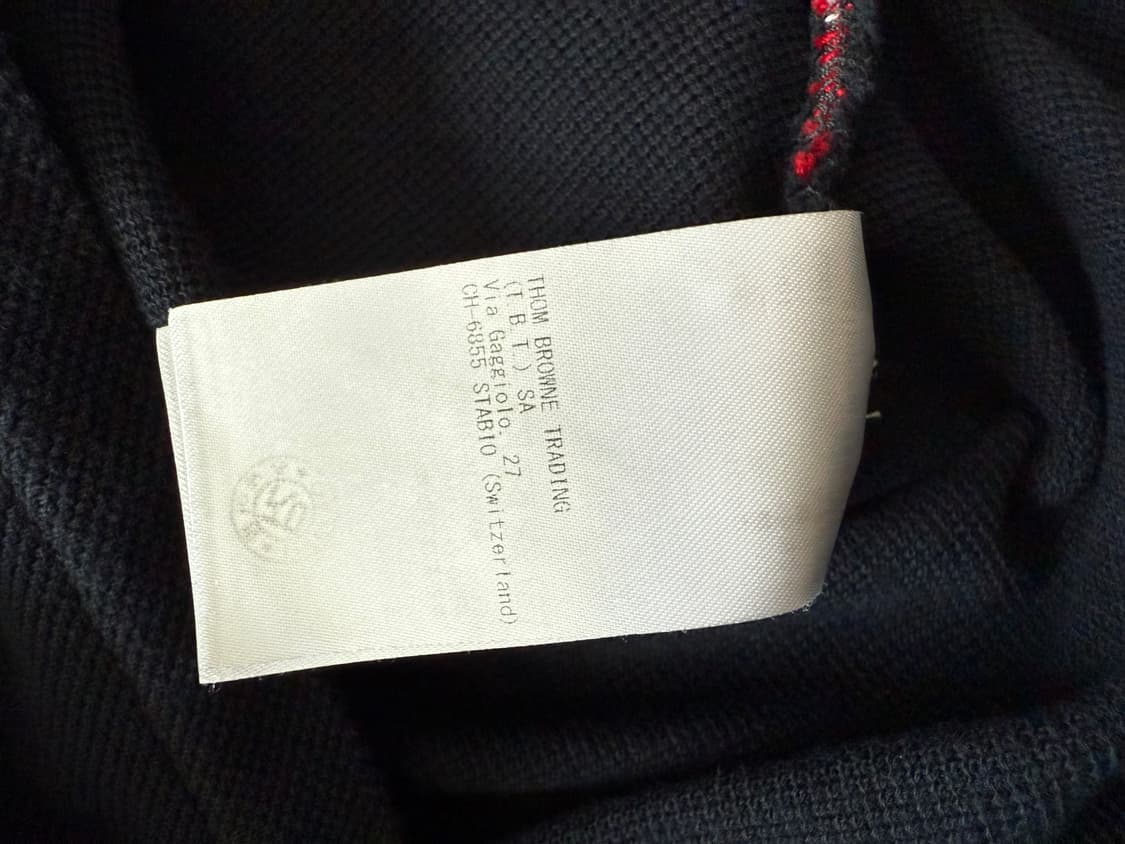 THOM BROWNE TRADING
(T B T.) SA
Via Gaggiolo, 27
CH-6855 STABIO (Switzerland)